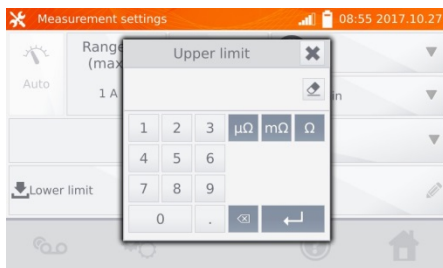 Measurement settings 08:55 2017.10.27
Range
(max
Auto
1 A
in
Lower limit
Upper limit
1 2 3 μΩ mΩ Ω
4 5 6
7 8 9
0 .